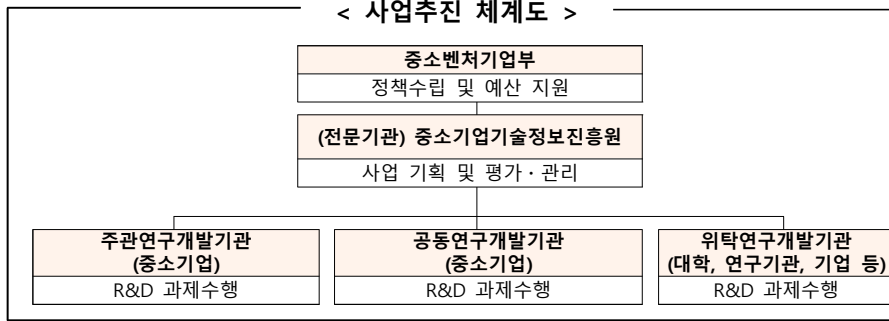 < 사업추진 체계도 >
중소벤처기업부
정책수립 및 예산 지원
(전문기관) 중소기업기술정보진흥원
사업 기획 및 평가·관리
주관연구개발기관
(중소기업)
R&D 과제수행
공동연구개발기관
(중소기업)
R&D 과제수행
위탁연구개발기관
(대학, 연구기관, 기업 등)
R&D 과제수행